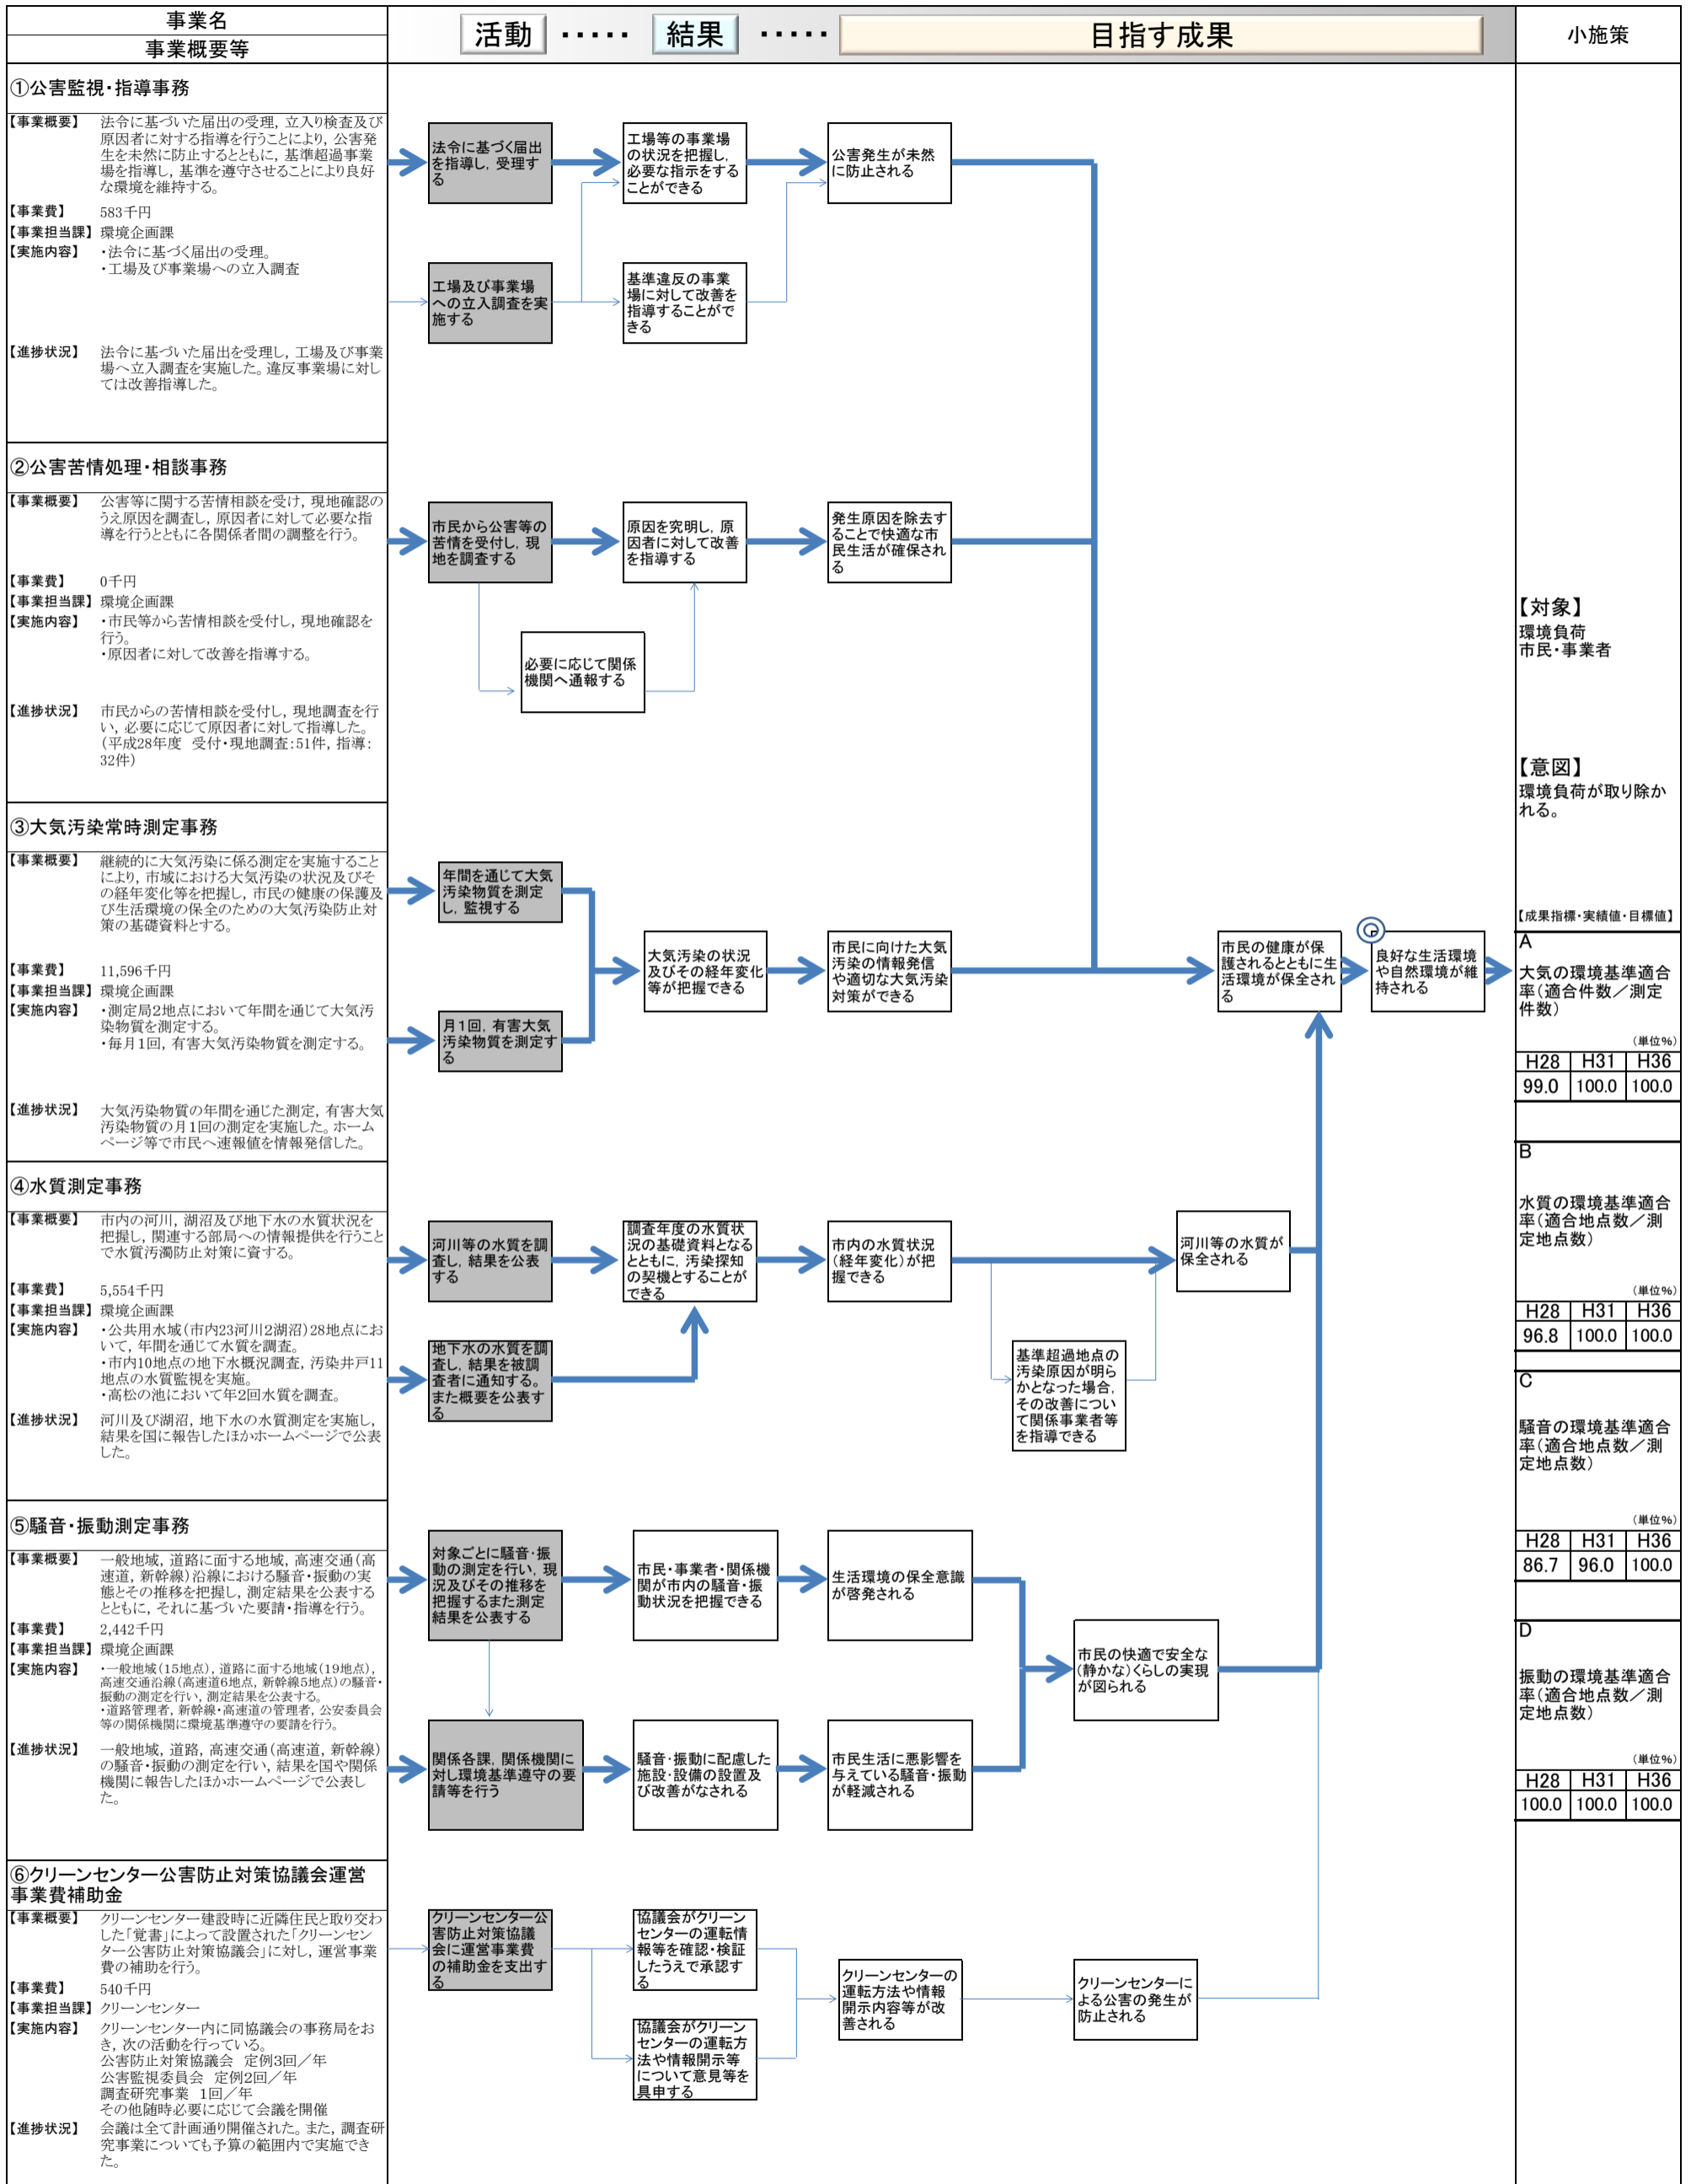 事業名
事業概要等
活動 ・・・・・ 結果 ・・・・・ 目指す成果
小施策
①公害監視・指導事務
【事業概要】 法令に基づいた届出の受理，立入り検査及び
原因者に対する指導を行うことにより，公害発
生を未然に防止するとともに，基準超過事業
場を指導し，基準を遵守させることにより良好
な環境を維持する。
【事業費】 583千円
【事業担当課】 環境企画課
【実施内容】 ・法令に基づく届出の受理。
・工場及び事業場への立入調査
【進捗状況】 法令に基づいた届出を受理し，工場及び事業
場へ立入調査を実施した。違反事業場に対し
ては改善指導した。
法令に基づく届出
を指導し，受理す
る
工場等の事業場
の状況を把握し，
必要な指示をする
ことができる
公害発生が未然
に防止される
工場及び事業場
への立入調査を実
施する
基準違反の事業
場に対して改善を
指導することがで
きる
②公害苦情処理・相談事務
【事業概要】 公害等に関する苦情相談を受け，現地確認の
うえ原因を調査し，原因者に対して必要な指
導を行うとともに各関係者間の調整を行う。
【事業費】 0千円
【事業担当課】 環境企画課
【実施内容】 ・市民等から苦情相談を受付し，現地確認を
行う。
・原因者に対して改善を指導する。
【進捗状況】 市民からの苦情相談を受付し，現地調査を行
い，必要に応じて原因者に対して指導した。
（平成28年度 受付・現地調査：51件，指導：
32件）
市民から公害等の
苦情を受付し，現
地を調査する
原因を究明し，原
因者に対して改善
を指導する
発生原因を除去す
ることで快適な市
民生活が確保され
る
必要に応じて関係
機関へ通報する
③大気汚染常時測定事務
【事業概要】 継続的に大気汚染に係る測定を実施すること
により，市域における大気汚染の状況及びそ
の経年変化等を把握し，市民の健康の保護及
び生活環境の保全のための大気汚染防止対
策の基礎資料とする。
【事業費】 11,596千円
【事業担当課】 環境企画課
【実施内容】 ・測定局2地点において年間を通じて大気汚
染物質を測定する。
・毎月1回，有害大気汚染物質を測定する。
【進捗状況】 大気汚染物質の年間を通じた測定，有害大気
汚染物質の月1回の測定を実施した。ホーム
ページ等で市民へ速報値を情報発信した。
年間を通じて大気
汚染物質を測定
し，監視する
月1回，有害大気
汚染物質を測定す
る
大気汚染の状況
及びその経年変化
等が把握できる
市民に向けた大気
汚染の情報発信
や適切な大気汚染
対策ができる
市民の健康が保
護されるとともに生
活環境が保全され
る
良好な生活環境
や自然環境が維
持される
④水質測定事務
【事業概要】 市内の河川，湖沼及び地下水の水質状況を
把握し，関連する部局への情報提供を行うこと
で水質汚濁防止対策に資する。
【事業費】 5,554千円
【事業担当課】 環境企画課
【実施内容】 ・公共用水域（市内23河川2湖沼）28地点にお
いて，年間を通じて水質を調査。
・市内10地点の地下水概況調査，汚染井戸11
地点の水質監視を実施。
・高松の池において年2回水質を調査。
【進捗状況】 河川及び湖沼，地下水の水質測定を実施し，
結果を国に報告したほかホームページで公表
した。
河川等の水質を調
査し，結果を公表
する
調査年度の水質状
況の基礎資料となる
とともに，汚染探知
の契機とすることが
できる
市内の水質状況
（経年変化）が把
握できる
河川等の水質が
保全される
地下水の水質を調
査し，結果を被調
査者に通知する。
また概要を公表す
る
基準超過地点の
汚染原因が明ら
かとなった場合，
その改善につい
て関係事業者等
を指導できる
⑤騒音・振動測定事務
【事業概要】 一般地域，道路に面する地域，高速交通（高
速道，新幹線）沿線における騒音・振動の実
態とその推移を把握し，測定結果を公表する
とともに，それに基づいた要請・指導を行う。
【事業費】 2,442千円
【事業担当課】 環境企画課
【実施内容】 ・一般地域（15地点），道路に面する地域（19地点），
高速交通沿線（高速道6地点，新幹線5地点）の騒音・
振動の測定を行い，測定結果を公表する。
・道路管理者，新幹線・高速道の管理者，公安委員会
等の関係機関に環境基準遵守の要請を行う。
【進捗状況】 一般地域，道路，高速交通（高速道，新幹線）
の騒音・振動の測定を行い，結果を国や関係
機関に報告したほかホームページで公表し
た。
対象ごとに騒音・振
動の測定を行い，現
況及びその推移を
把握するまた測定
結果を公表する
市民・事業者・関係機
関が市内の騒音・振
動状況を把握できる
生活環境の保全意識
が啓発される
市民の快適で安全な
（静かな）くらしの実現
が図られる
関係各課，関係機関に
対し環境基準遵守の要
請等を行う
騒音・振動に配慮した
施設・設備の設置及
び改善がなされる
市民生活に悪影響を
与えている騒音・振動
が軽減される
⑥クリーンセンター公害防止対策協議会運営
事業費補助金
【事業概要】 クリーンセンター建設時に近隣住民と取り交わ
した「覚書」によって設置された「クリーンセン
ター公害防止対策協議会」に対し，運営事業
費の補助を行う。
【事業費】 540千円
【事業担当課】 クリーンセンター
【実施内容】 クリーンセンター内に同協議会の事務局をお
き，次の活動を行っている。
公害防止対策協議会 定例3回／年
公害監視委員会 定例2回／年
調査研究事業 1回／年
その他随時必要に応じて会議を開催
【進捗状況】 会議は全て計画通り開催された。また，調査研
究事業についても予算の範囲内で実施でき
た。
クリーンセンター公
害防止対策協議
会に運営事業費
の補助金を支出す
る
協議会がクリーン
センターの運転情
報等を確認・検証
したうえで承認す
る
協議会がクリーン
センターの運転方
法や情報開示等
について意見等を
具申する
クリーンセンターの
運転方法や情報
開示内容等が改
善される
クリーンセンターに
よる公害の発生が
防止される
【対象】
環境負荷
市民・事業者
【意図】
環境負荷が取り除か
れる。
【成果指標・実績値・目標値】
A
大気の環境基準適合
率（適合件数／測定
件数）
（単位％）
H28 H31 H36
99.0 100.0 100.0
B
水質の環境基準適合
率（適合地点数／測
定地点数）
（単位％）
H28 H31 H36
96.8 100.0 100.0
C
騒音の環境基準適合
率（適合地点数／測
定地点数）
（単位％）
H28 H31 H36
86.7 96.0 100.0
D
振動の環境基準適合
率（適合地点数／測
定地点数）
（単位％）
H28 H31 H36
100.0 100.0 100.0